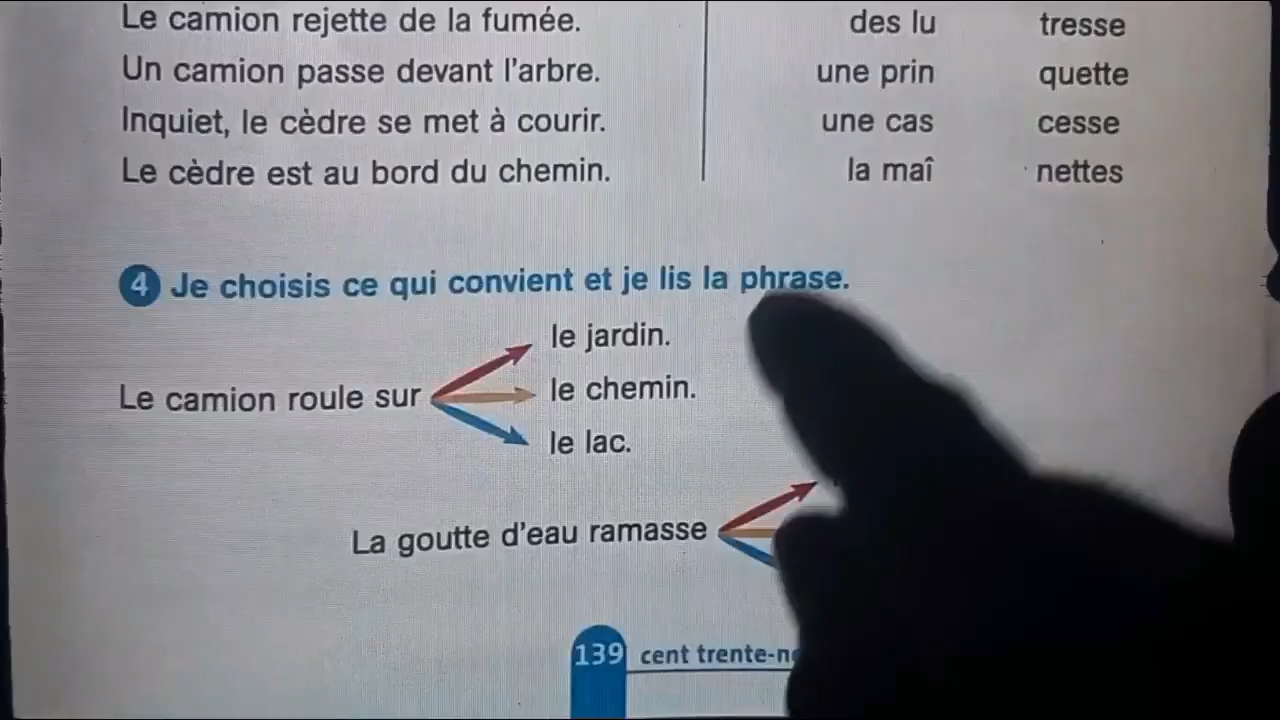 Le camion rejette de la fumée.
Un camion passe devant l'arbre.
Inquiet, le cèdre se met à courir.
Le cèdre est au bord du chemin.
des lu tresse
une prin quette
une cas cesse
la maî nettes
4 Je choisis ce qui convient et je lis la phrase.
le jardin.
Le camion roule sur le chemin.
le lac.
La goutte d'eau ramasse
139 cent trente-n